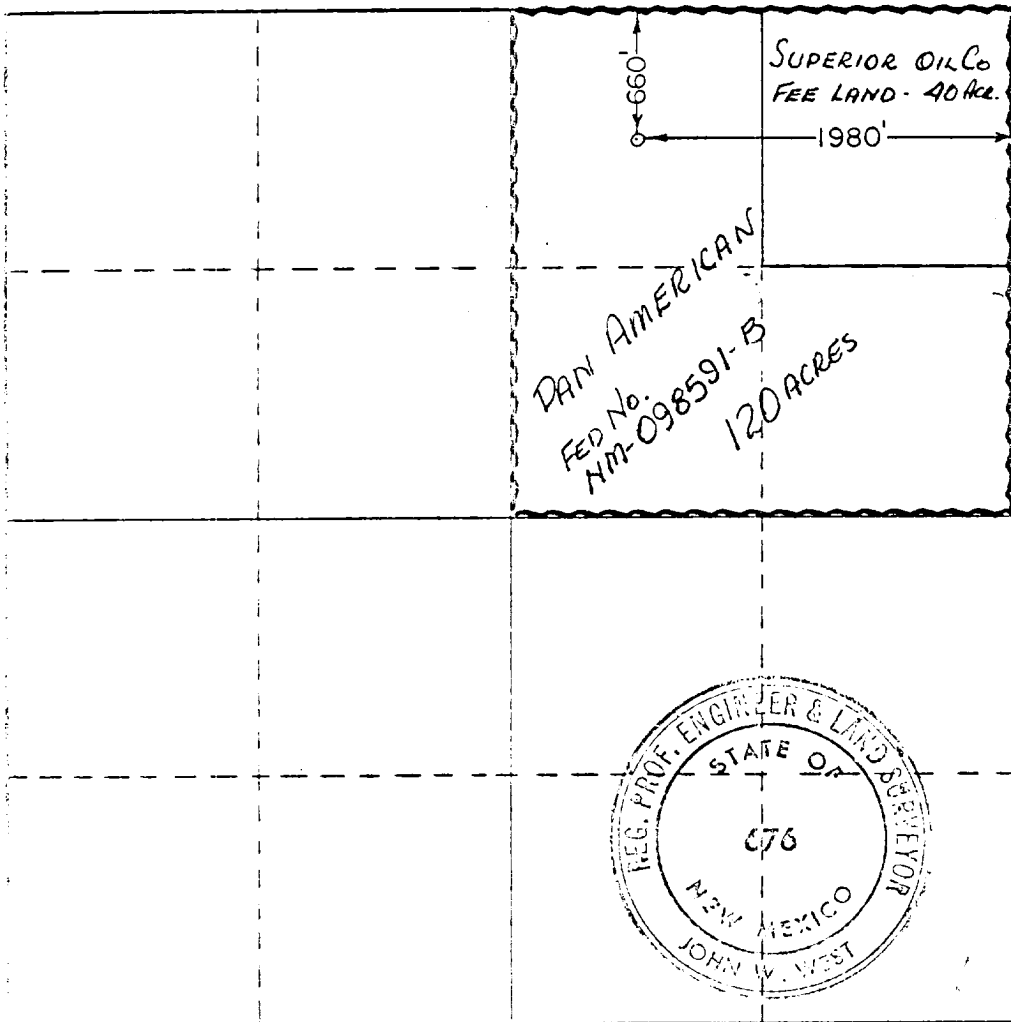 SUPERIOR OIL Co
FEE LAND - 40 Acr.
660'
1980'
PAN AMERICAN
FED No.
NM-098591-B
120 ACRES
REG. PROF. ENGINEER & LAND SURVEYOR
STATE OF
676
NEW MEXICO
JOHN W. WEST